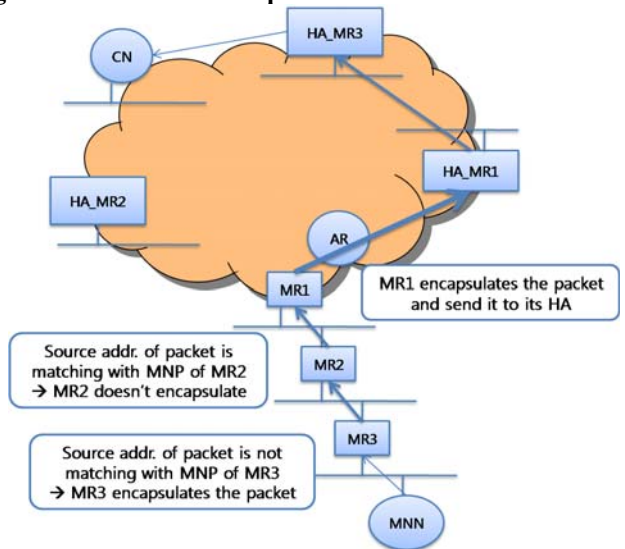 HA_MR3
CN
HA_MR1
HA_MR2
AR
MR1
MR1 encapsulates the packet
and send it to its HA
Source addr. of packet is
matching with MNP of MR2
→ MR2 doesn't encapsulate
MR2
MR3
Source addr. of packet is not
matching with MNP of MR3
→ MR3 encapsulates the packet
MNN